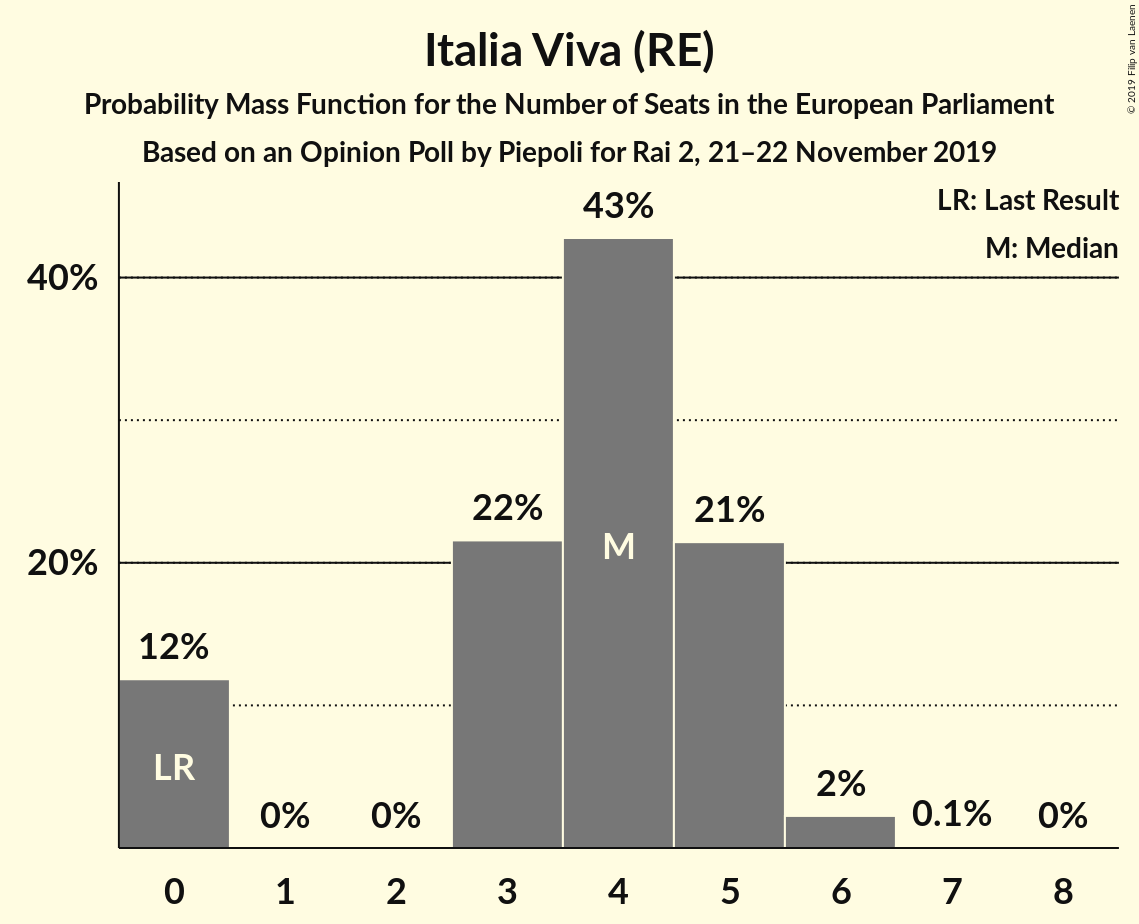 Italia Viva (RE)
Probability Mass Function for the Number of Seats in the European Parliament
Based on an Opinion Poll by Piepoli for Rai 2, 21–22 November 2019
© 2019 Filip van Laenen
LR: Last Result
M: Median
40%
20%
12%
0%
0%
22%
43%
21%
2%
0.1%
0%
LR
M
0 1 2 3 4 5 6 7 8